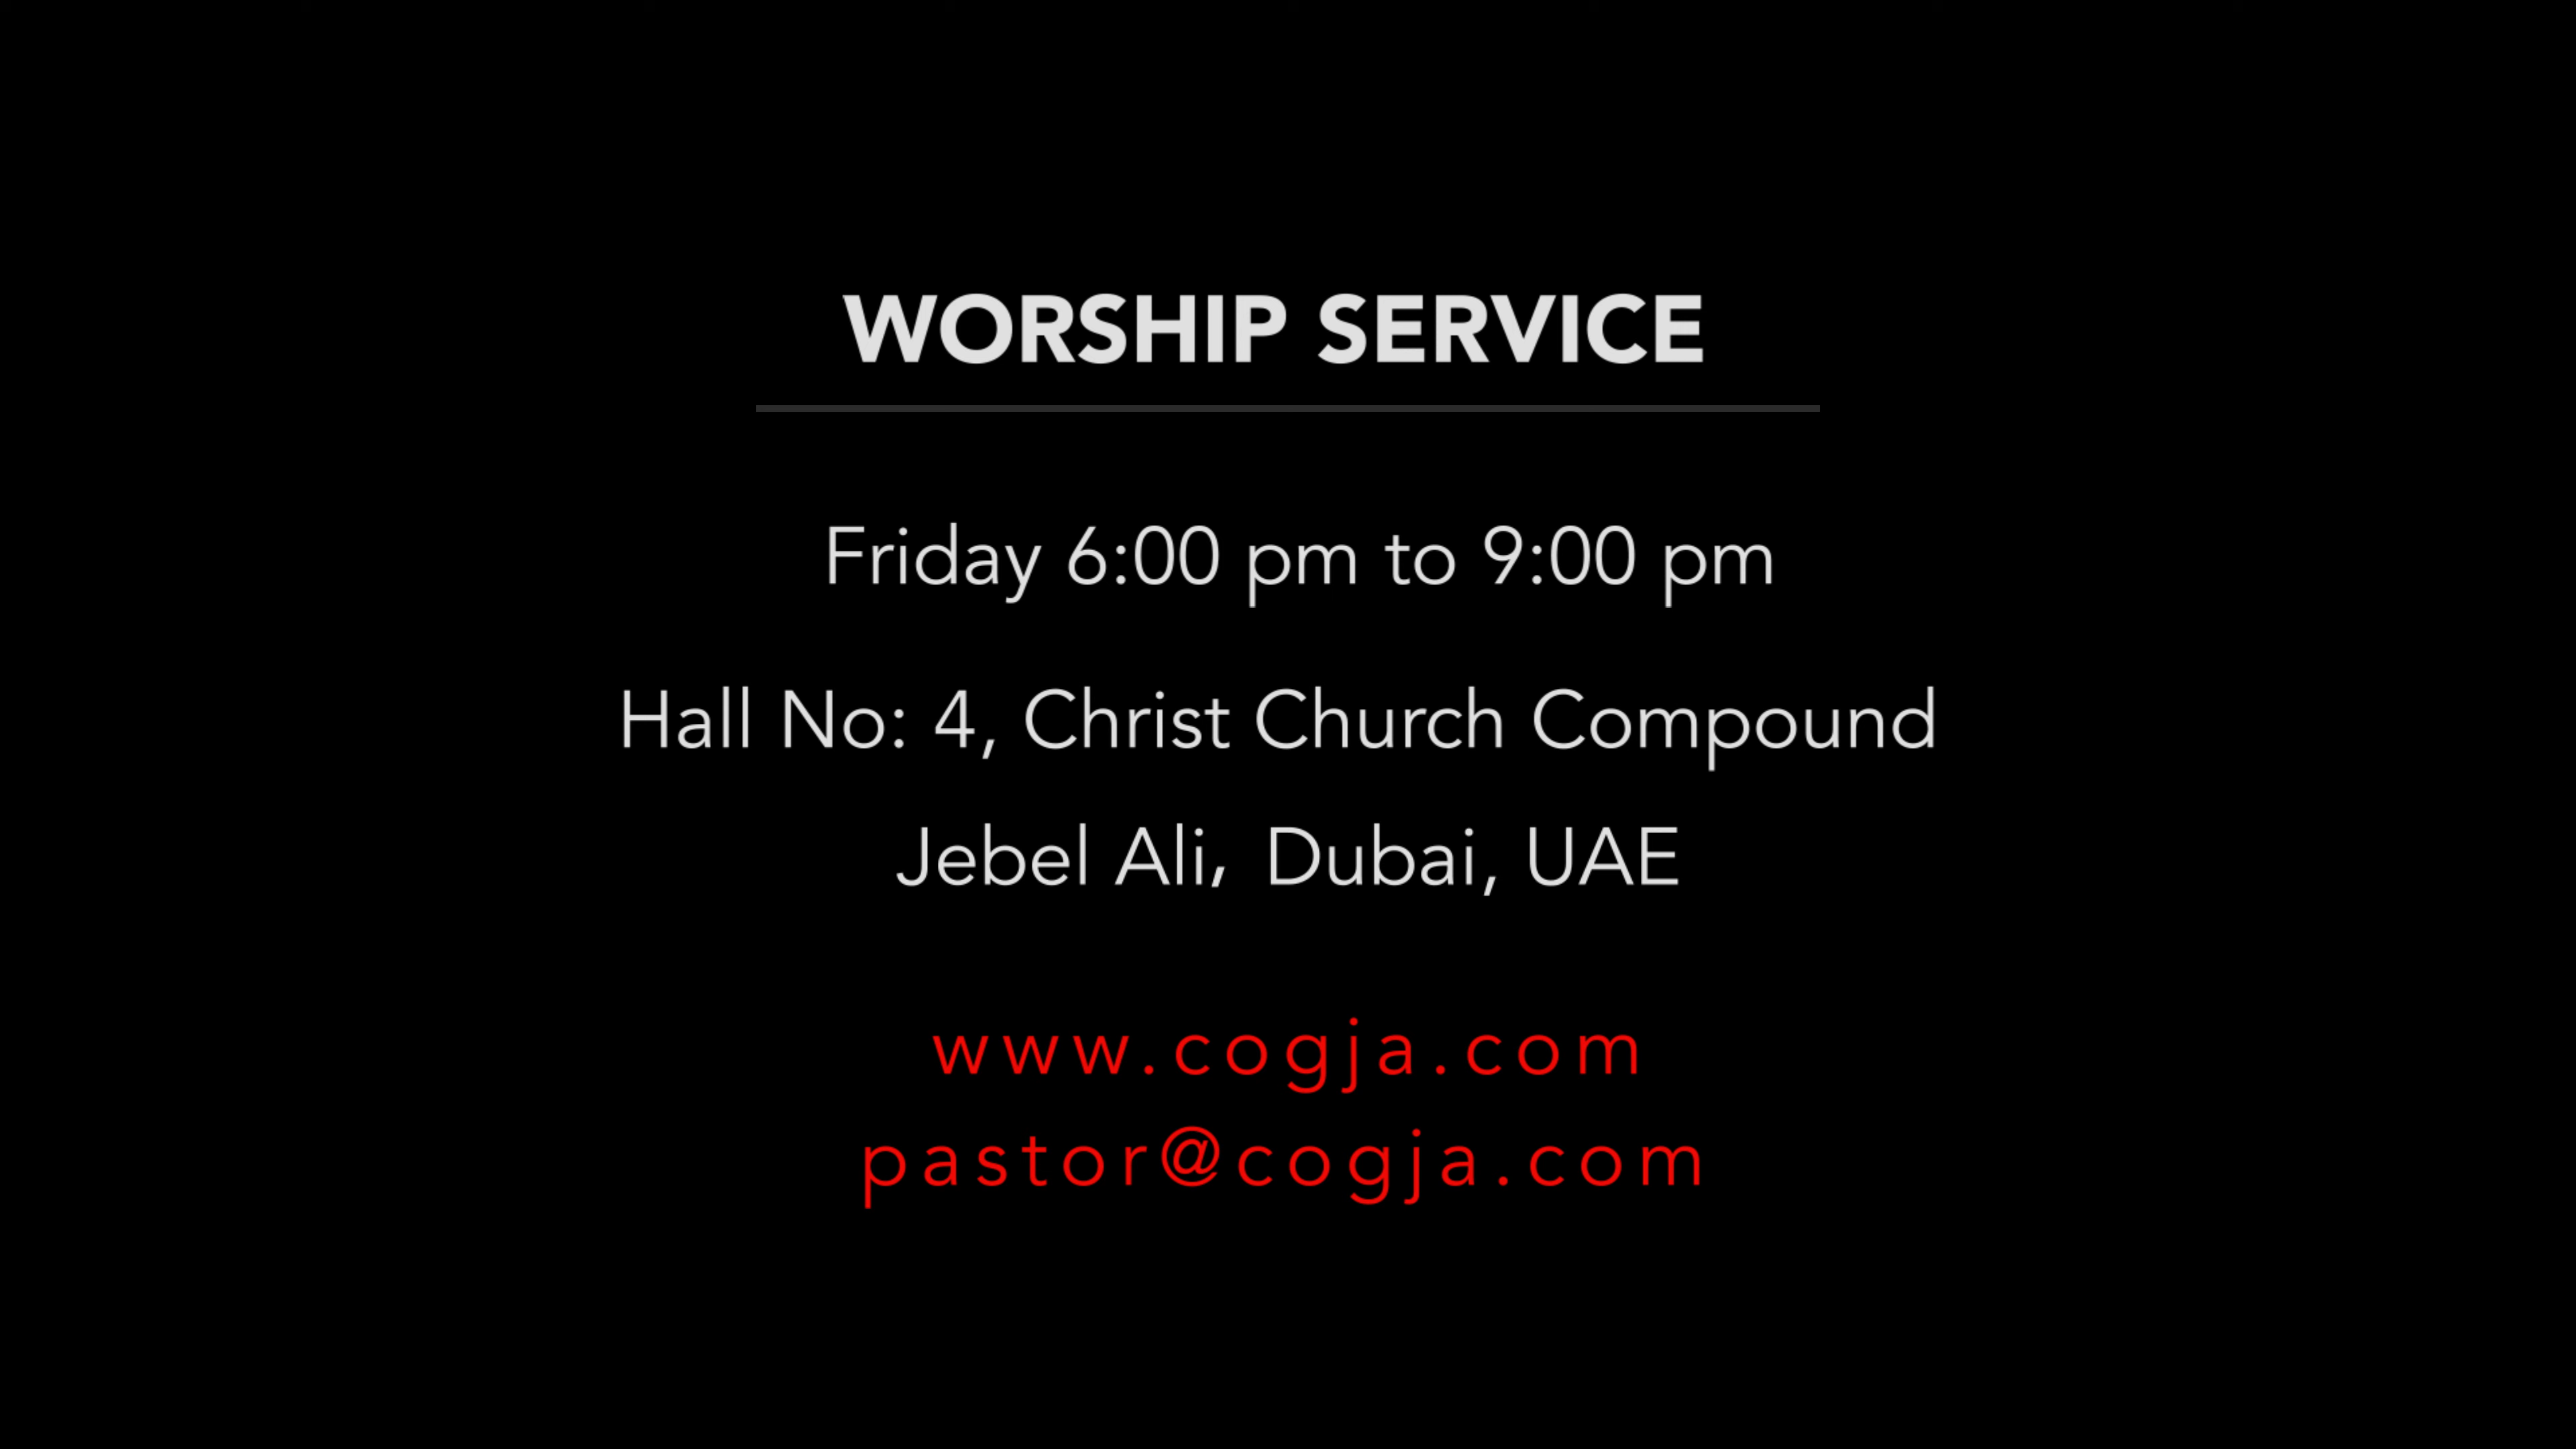 WORSHIP SERVICE
Friday 6:00 pm to 9:00 pm
Hall No: 4, Christ Church Compound
Jebel Ali, Dubai, UAE
www.cogja.com
pastor@cogja.com